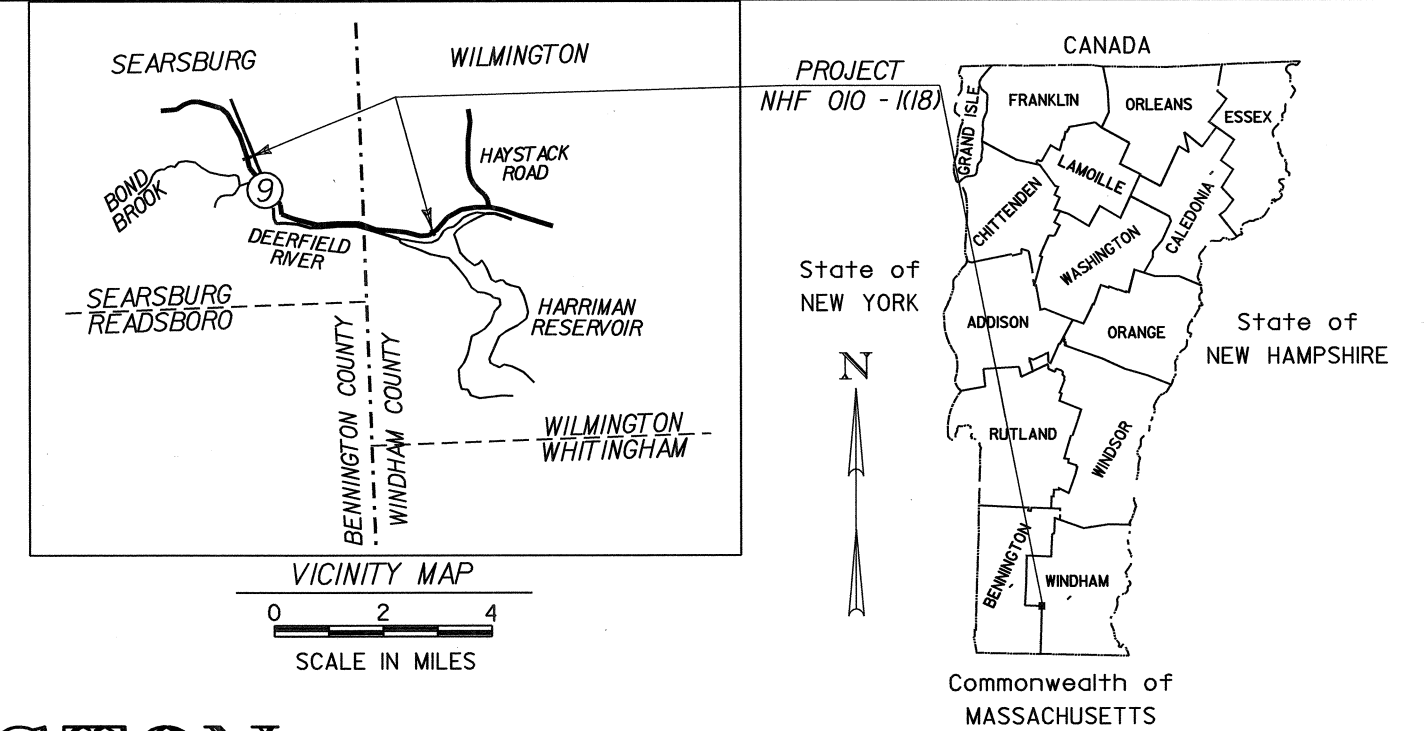 SEARSBURG
WILMINGTON
HAYSTACK
ROAD
BOND
BROOK
9
DEERFIELD
RIVER
SEARSBURG
READSBORO
HARRIMAN
RESERVOIR
BENNINGTON COUNTY
WINDHAM COUNTY
WILMINGTON
WHITINGHAM
VICINITY MAP
0 2 4
SCALE IN MILES
PROJECT
NHF 010 - 1(18)
CANADA
GRAND ISLE
FRANKLIN
ORLEANS
ESSEX
LAMOILLE
CHITTENDEN
CALEDONIA
WASHINGTON
State of
NEW YORK
ADDISON
ORANGE
State of
NEW HAMPSHIRE
N
RUTLAND
WINDSOR
BENNINGTON
WINDHAM
Commonwealth of
MASSACHUSETTS